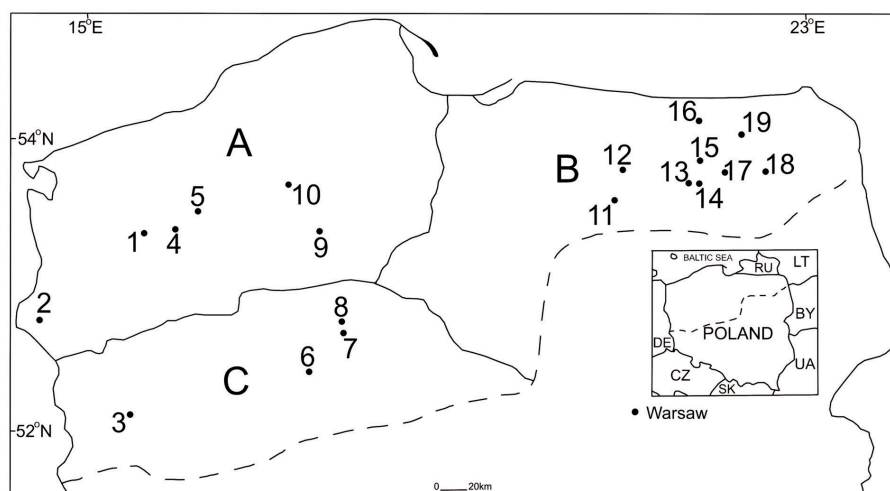 15°E 23°E
54°N
A
B
C
16
19
15
12
13
17
18
14
11
10
5
1
4
9
2
8
7
6
3
52°N
BALTIC SEA
RU
LT
POLAND
BY
DE
CZ
SK
UA
Warsaw
0 20km